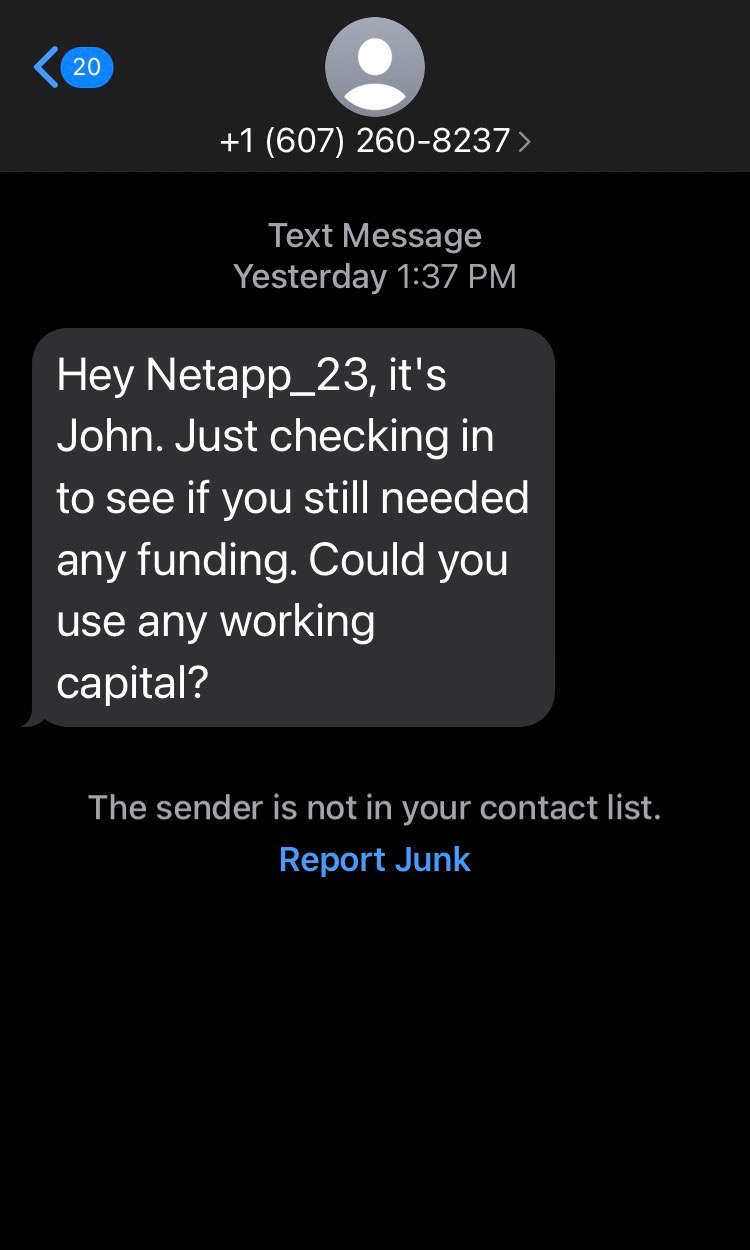 20
+1 (607) 260-8237
Text Message
Yesterday 1:37 PM
Hey Netapp_23, it's
John. Just checking in
to see if you still needed
any funding. Could you
use any working
capital?
The sender is not in your contact list.
Report Junk